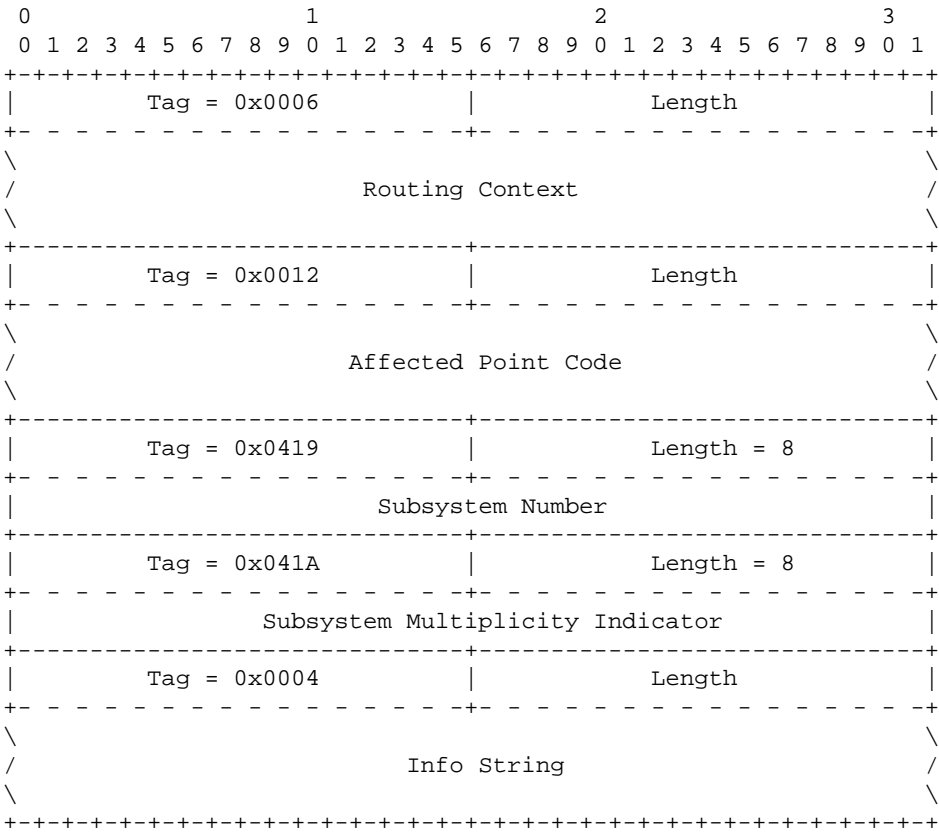 0                   1                   2                   3
 0 1 2 3 4 5 6 7 8 9 0 1 2 3 4 5 6 7 8 9 0 1 2 3 4 5 6 7 8 9 0 1
+-+-+-+-+-+-+-+-+-+-+-+-+-+-+-+-+-+-+-+-+-+-+-+-+-+-+-+-+-+-+-+-+
|         Tag = 0x0006          |            Length             |
+- - - - - - - - - - - - - - - -+- - - - - - - - - - - - - - - -+
\                                                               \
/                        Routing Context                        /
\                                                               \
+-------------------------------+-------------------------------+
|         Tag = 0x0012          |            Length             |
+- - - - - - - - - - - - - - - -+- - - - - - - - - - - - - - - -+
\                                                               \
/                       Affected Point Code                     /
\                                                               \
+-------------------------------+-------------------------------+
|         Tag = 0x0419          |            Length = 8         |
+- - - - - - - - - - - - - - - -+- - - - - - - - - - - - - - - -+
|                         Subsystem Number                      |
+-------------------------------+-------------------------------+
|         Tag = 0x041A          |            Length = 8         |
+- - - - - - - - - - - - - - - -+- - - - - - - - - - - - - - - -+
|                 Subsystem Multiplicity Indicator              |
+-------------------------------+-------------------------------+
|         Tag = 0x0004          |            Length             |
+- - - - - - - - - - - - - - - -+- - - - - - - - - - - - - - - -+
\                                                               \
/                           Info String                         /
\                                                               \
+-+-+-+-+-+-+-+-+-+-+-+-+-+-+-+-+-+-+-+-+-+-+-+-+-+-+-+-+-+-+-+-+